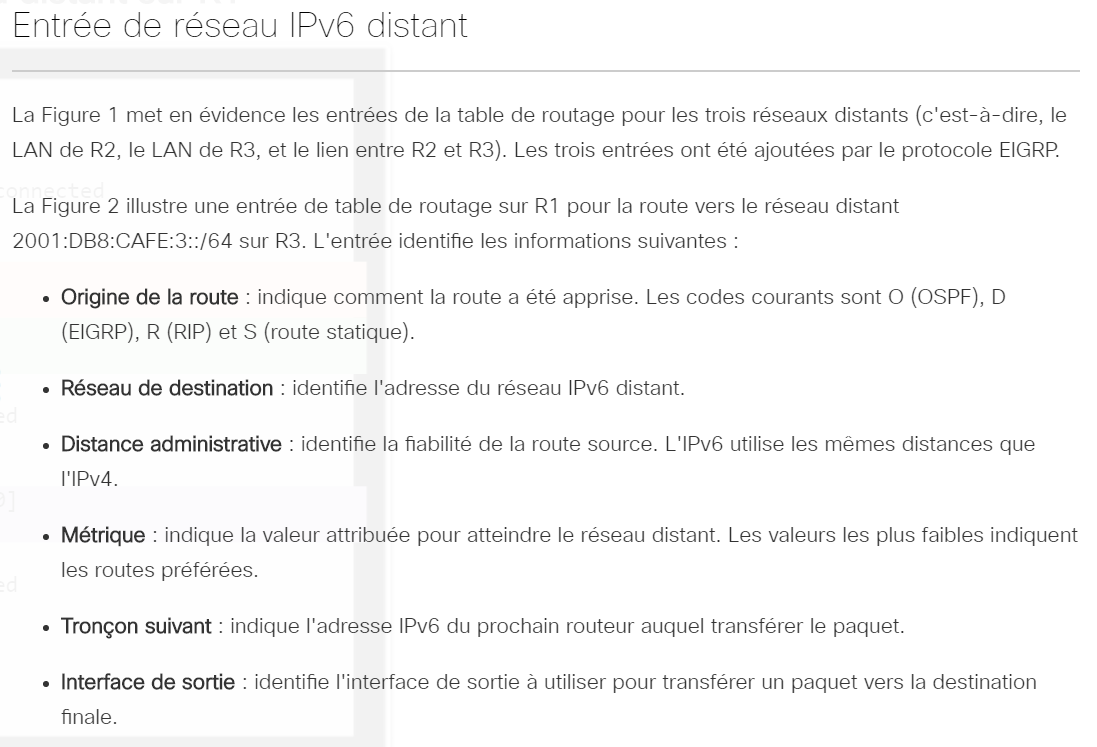 Entrée de réseau IPv6 distant
La Figure 1 met en évidence les entrées de la table de routage pour les trois réseaux distants (c'est-à-dire, le
LAN de R2, le LAN de R3, et le lien entre R2 et R3). Les trois entrées ont été ajoutées par le protocole EIGRP.
connected
La Figure 2 illustre une entrée de table de routage sur R1 pour la route vers le réseau distant
2001:DB8:CAFE:3::/64 sur R3. L'entrée identifie les informations suivantes :
• Origine de la route : indique comment la route a été apprise. Les codes courants sont O (OSPF), D
(EIGRP), R (RIP) et S (route statique).
• Réseau de destination : identifie l'adresse du réseau IPv6 distant.
ed
• Distance administrative : identifie la fiabilité de la route source. L'IPv6 utilise les mêmes distances que
l'IPv4.
0]
• Métrique : indique la valeur attribuée pour atteindre le réseau distant. Les valeurs les plus faibles indiquent
les routes préférées.
ed
• Tronçon suivant : indique l'adresse IPv6 du prochain routeur auquel transférer le paquet.
• Interface de sortie : identifie l'interface de sortie à utiliser pour transférer un paquet vers la destination
finale.